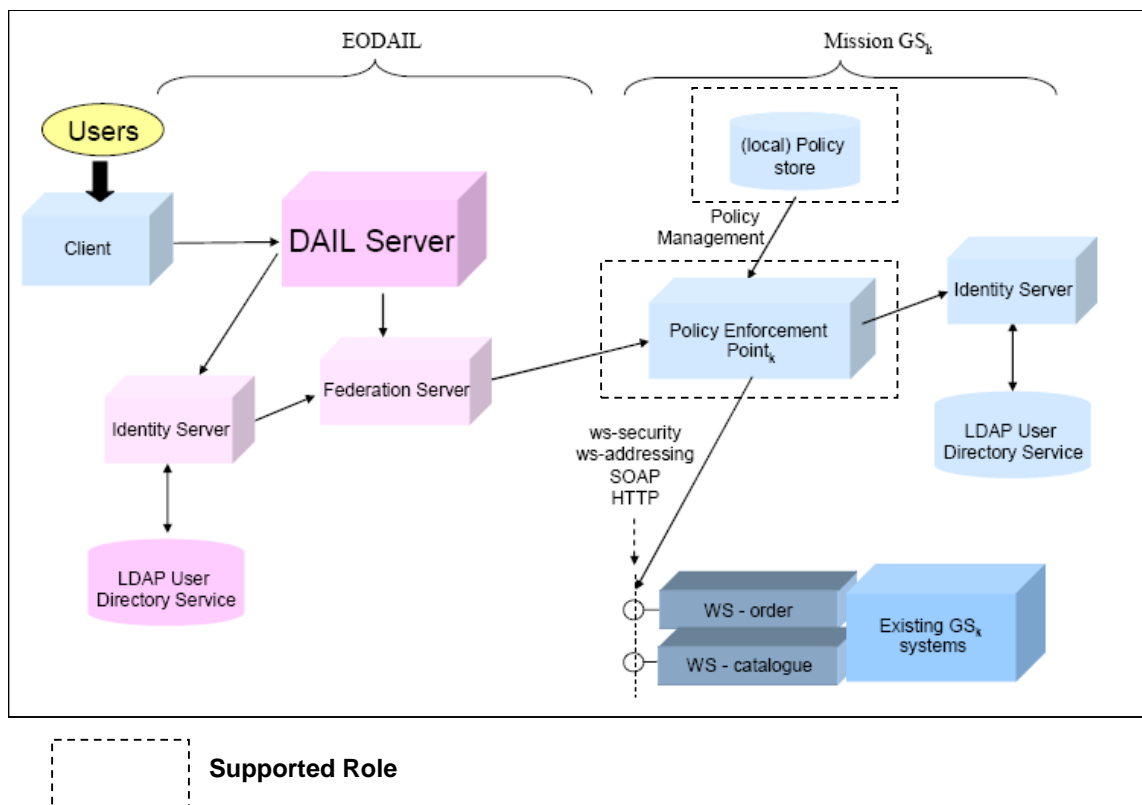 EODAIL
Mission GSk
Users
Client
DAIL Server
(local) Policy
store
Policy
Management
Identity Server
Policy Enforcement
Pointk
Federation Server
Identity Server
LDAP User
Directory Service
ws-security
ws-addressing
SOAP
HTTP
LDAP User
Directory Service
WS - order
WS - catalogue
Existing GSk
systems
Supported Role